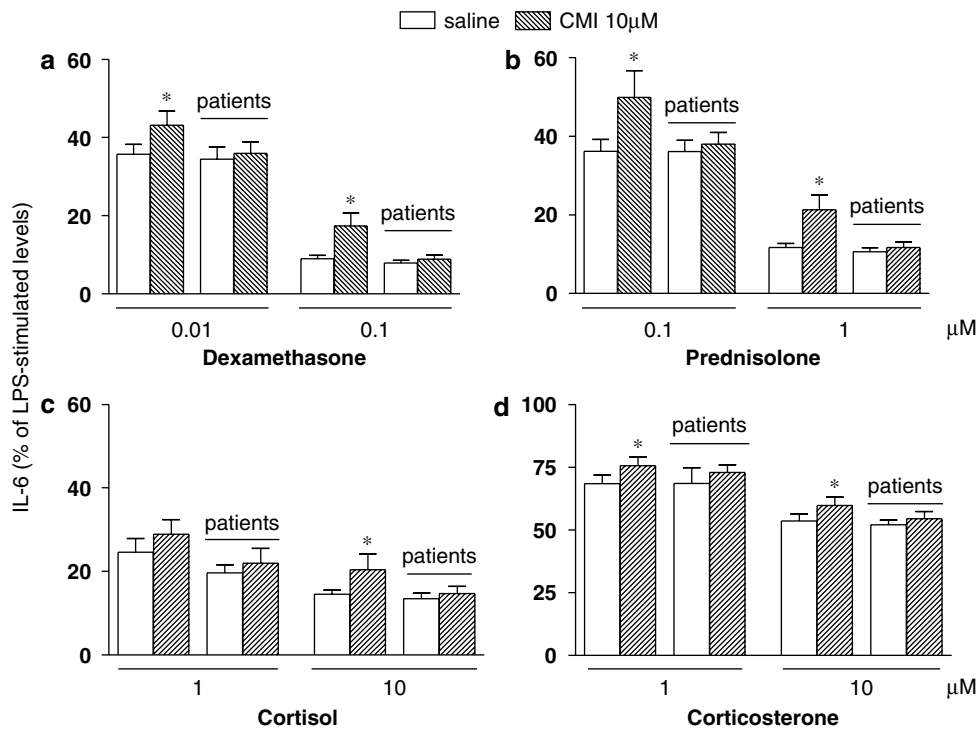 saline CMI 10µM
IL-6 (% of LPS-stimulated levels)
a
60
40
20
0
*
patients
*
patients
0.01 0.1
Dexamethasone
b
60
40
20
0
*
patients
*
patients
0.1 1 µM
Prednisolone
c
60
40
20
0
patients
*
patients
1 10
Cortisol
d
100
75
50
25
0
*
patients
*
patients
1 10 µM
Corticosterone